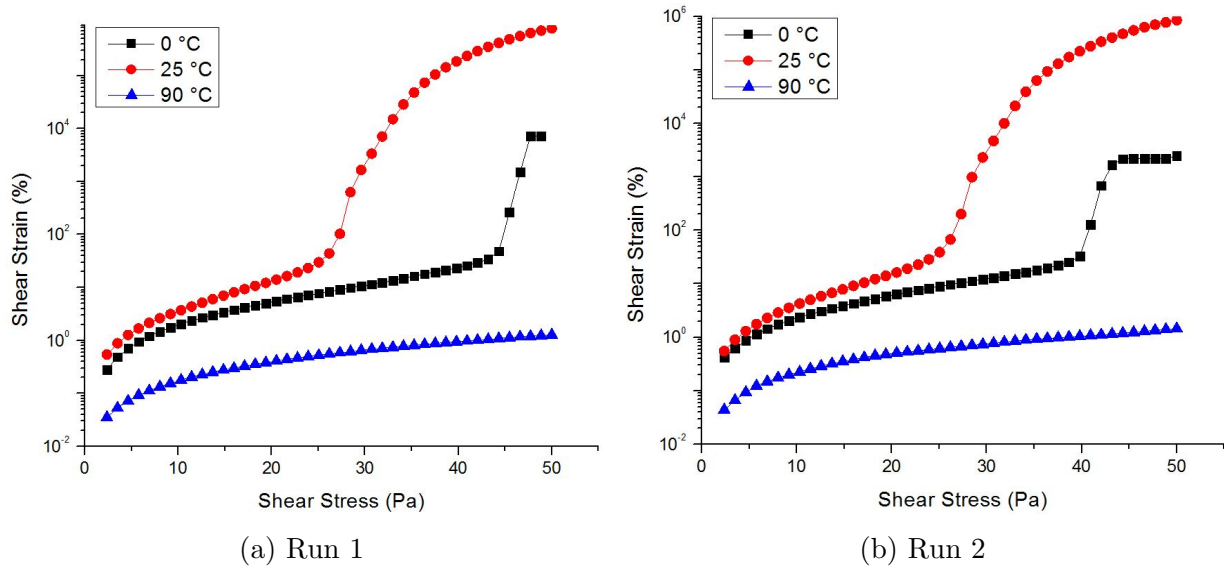 0 °C
25 °C
90 °C
10^4
10^2
10^0
10^-2
Shear Strain (%)
0 10 20 30 40 50
Shear Stress (Pa)
(a) Run 1
0 °C
25 °C
90 °C
10^6
10^4
10^2
10^0
10^-2
Shear Strain (%)
0 10 20 30 40 50
Shear Stress (Pa)
(b) Run 2